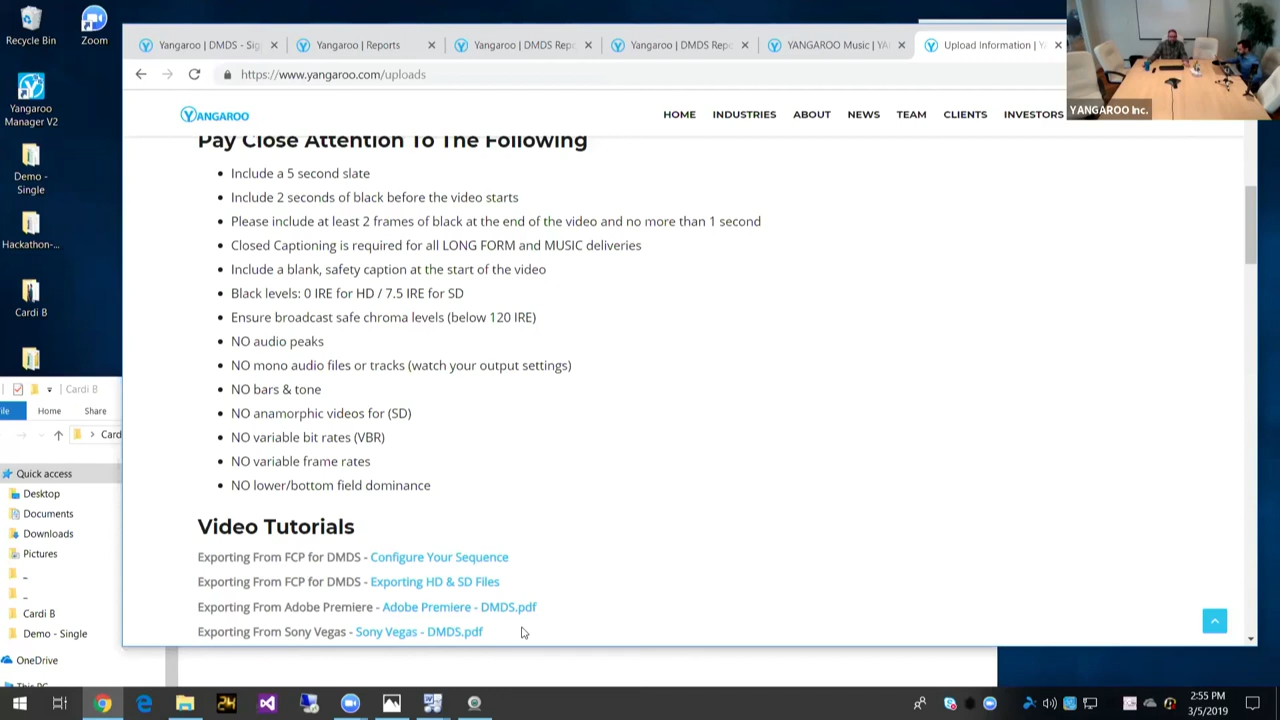 Recycle Bin
Zoom
Yangaroo
Manager V2
Demo -
Single
Hackathon-...
Cardi B
Yangaroo | DMDS - Sig
Yangaroo | Reports
Yangaroo | DMDS Repo
Yangaroo | DMDS Repo
YANGAROO Music | YA
Upload Information | Y
https://www.yangaroo.com/uploads
YANGAROO Inc.
YANGAROO
HOME
INDUSTRIES
ABOUT
NEWS
TEAM
CLIENTS
INVESTORS
Pay Close Attention To The Following
Include a 5 second slate
Include 2 seconds of black before the video starts
Please include at least 2 frames of black at the end of the video and no more than 1 second
Closed Captioning is required for all LONG FORM and MUSIC deliveries
Include a blank, safety caption at the start of the video
Black levels: 0 IRE for HD / 7.5 IRE for SD
Ensure broadcast safe chroma levels (below 120 IRE)
NO audio peaks
NO mono audio files or tracks (watch your output settings)
NO bars & tone
NO anamorphic videos for (SD)
NO variable bit rates (VBR)
NO variable frame rates
NO lower/bottom field dominance
Video Tutorials
Exporting From FCP for DMDS - Configure Your Sequence
Exporting From FCP for DMDS - Exporting HD & SD Files
Exporting From Adobe Premiere - Adobe Premiere - DMDS.pdf
Exporting From Sony Vegas - Sony Vegas - DMDS.pdf
Cardi B
Home
Share
Card
Quick access
Desktop
Documents
Downloads
Pictures
_
_
Cardi B
Demo - Single
OneDrive
This PC
2:55 PM
3/5/2019